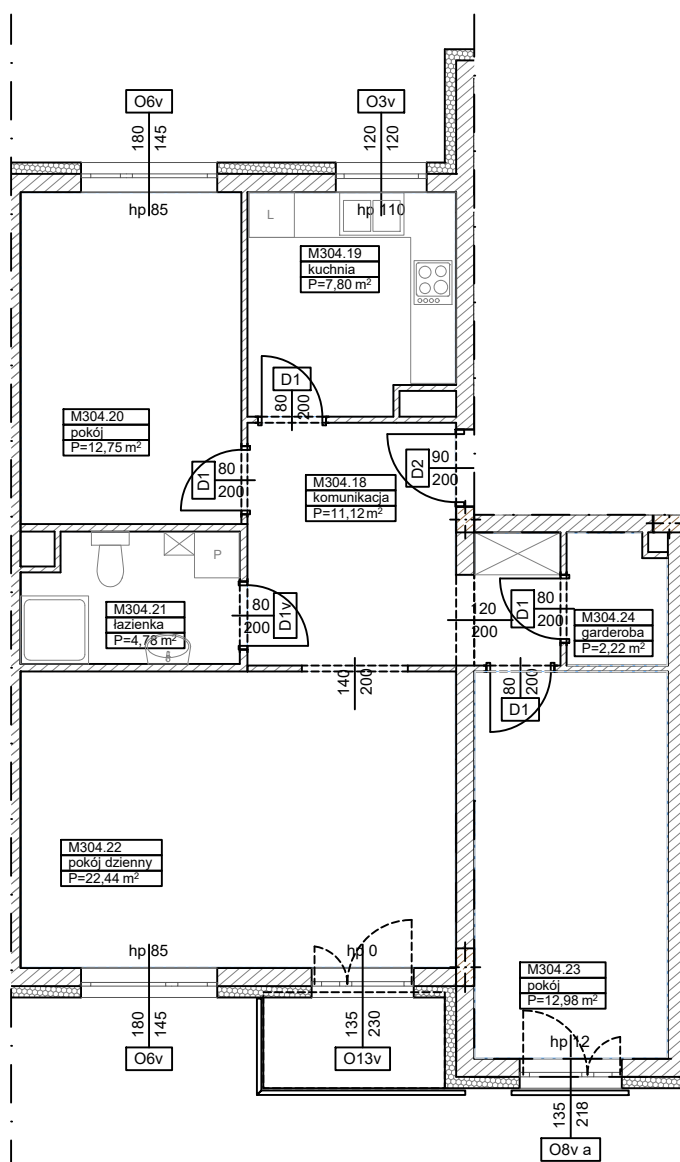 O6v
O3v
180
145
120
120
hp 85
L
hp 110
M304.19
kuchnia
P=7,80 m²
D1
80
200
M304.20
pokój
P=12,75 m²
D1
80
200
M304.18
komunikacja
P=11,12 m²
D2
90
200
P
M304.21
łazienka
P=4,78 m²
80
200
D1v
120
200
D1
80
200
M304.24
garderoba
P=2,22 m²
140
200
80
200
D1
M304.22
pokój dzienny
P=22,44 m²
hp 85
hp 0
M304.23
pokój
P=12,98 m²
180
145
135
230
hp 12
O6v
O13v
135
218
O8v a